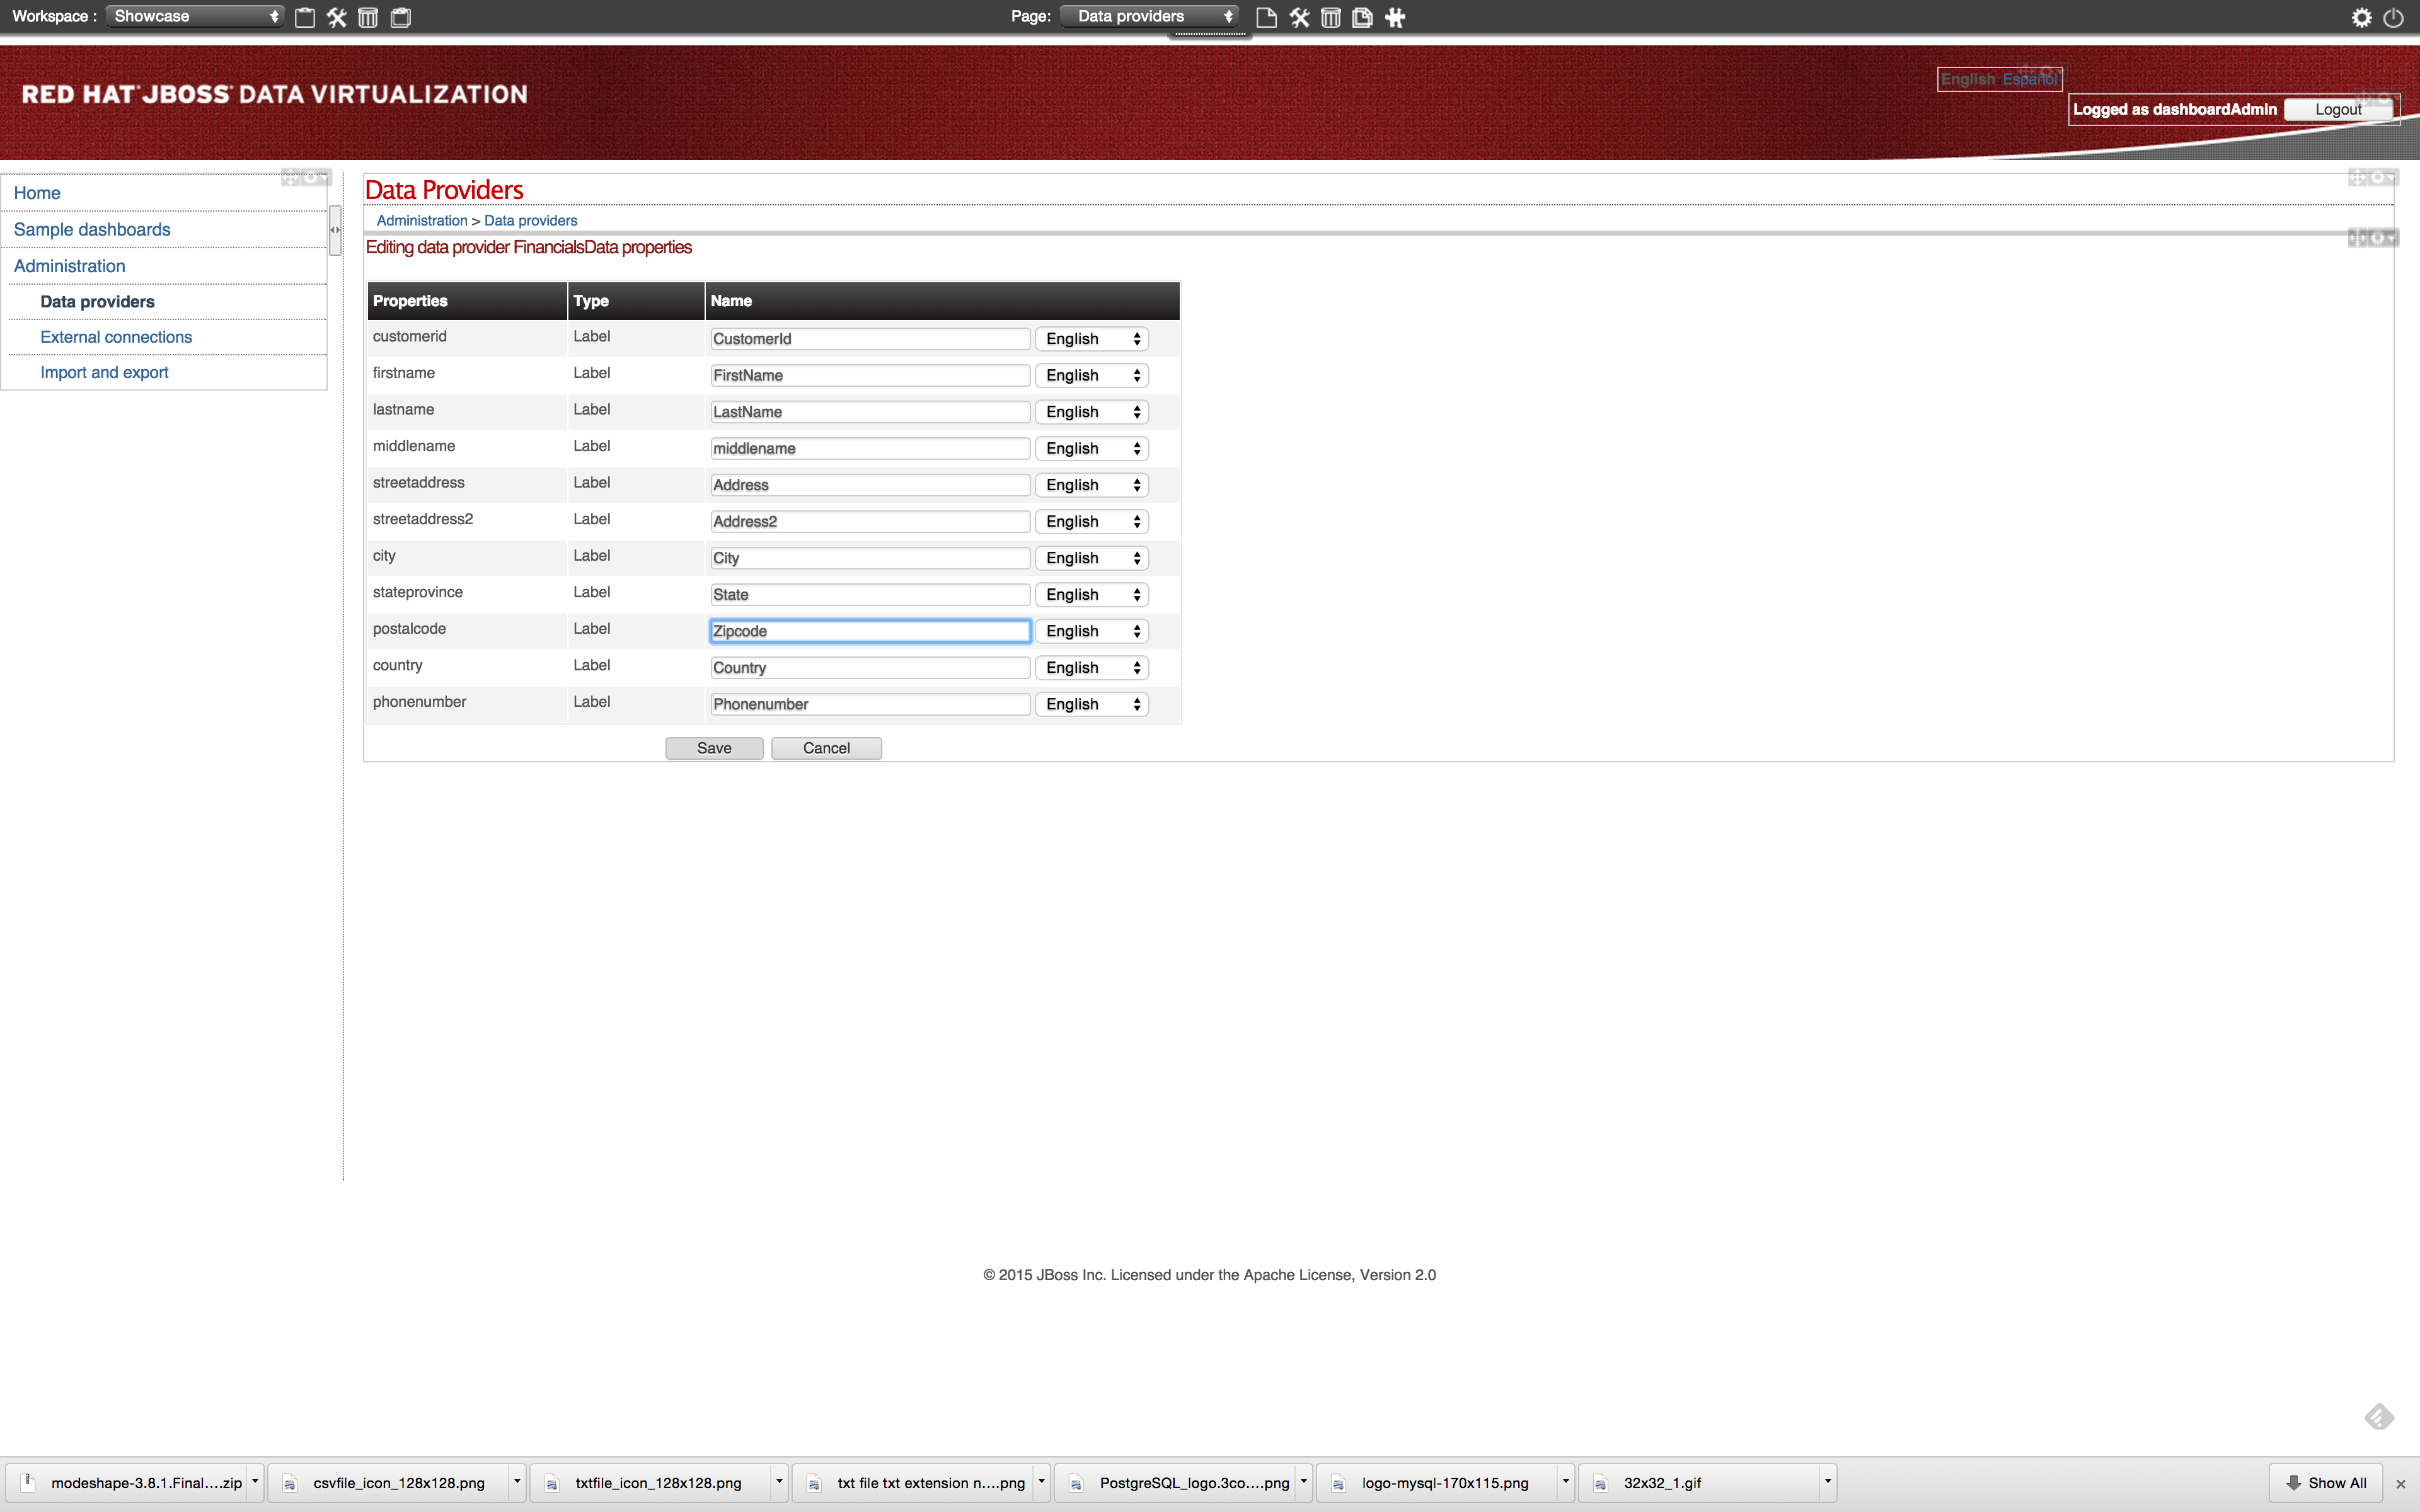 Workspace : Showcase Page: Data providers
RED HAT JBOSS DATA VIRTUALIZATION
English Español
Logged as dashboardAdmin Logout
Home
Sample dashboards
Administration
Data providers
External connections
Import and export
Data Providers
Administration > Data providers
Editing data provider FinancialsData properties
Properties Type Name
customerid Label CustomerId English
firstname Label FirstName English
lastname Label LastName English
middlename Label middlename English
streetaddress Label Address English
streetaddress2 Label Address2 English
city Label City English
stateprovince Label State English
postalcode Label Zipcode English
country Label Country English
phonenumber Label Phonenumber English
Save Cancel
© 2015 JBoss Inc. Licensed under the Apache License, Version 2.0
modeshape-3.8.1.Final....zip csvfile_icon_128x128.png txtfile_icon_128x128.png txt file txt extension n....png PostgreSQL_logo.3co....png logo-mysql-170x115.png 32x32_1.gif Show All